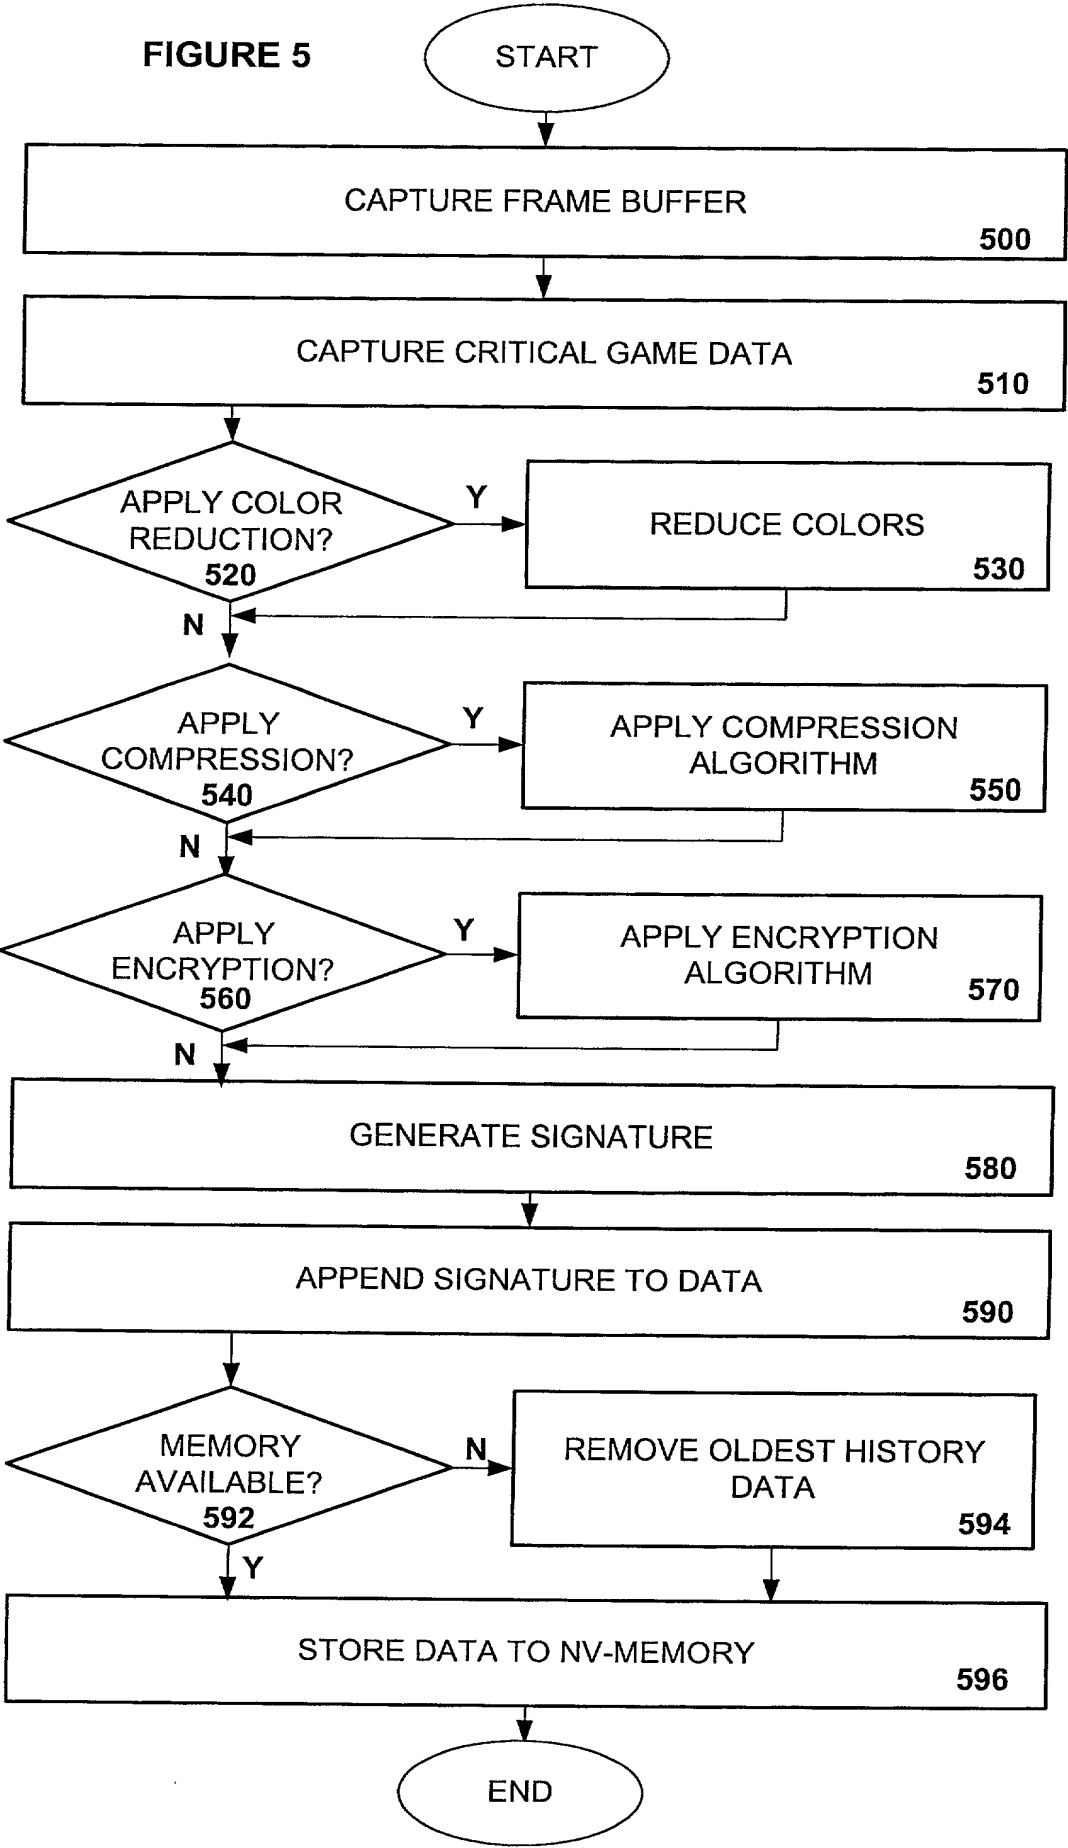 FIGURE 5
START
CAPTURE FRAME BUFFER
500
CAPTURE CRITICAL GAME DATA
510
APPLY COLOR
REDUCTION?
520
Y
REDUCE COLORS
530
N
APPLY
COMPRESSION?
540
Y
APPLY COMPRESSION
ALGORITHM
550
N
APPLY
ENCRYPTION?
560
Y
APPLY ENCRYPTION
ALGORITHM
570
N
GENERATE SIGNATURE
580
APPEND SIGNATURE TO DATA
590
MEMORY
AVAILABLE?
592
N
REMOVE OLDEST HISTORY
DATA
594
Y
STORE DATA TO NV-MEMORY
596
END